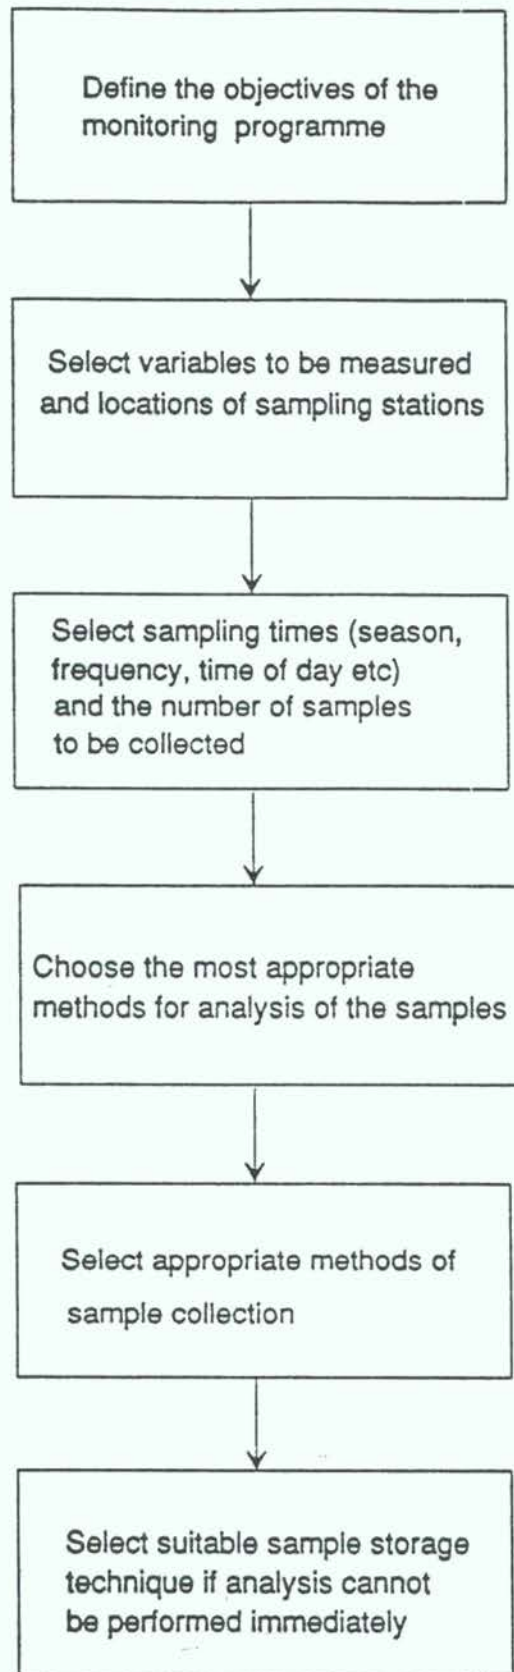 Define the objectives of the
monitoring programme
Select variables to be measured
and locations of sampling stations
Select sampling times (season,
frequency, time of day etc)
and the number of samples
to be collected
Choose the most appropriate
methods for analysis of the samples
Select appropriate methods of
sample collection
Select suitable sample storage
technique if analysis cannot
be performed immediately